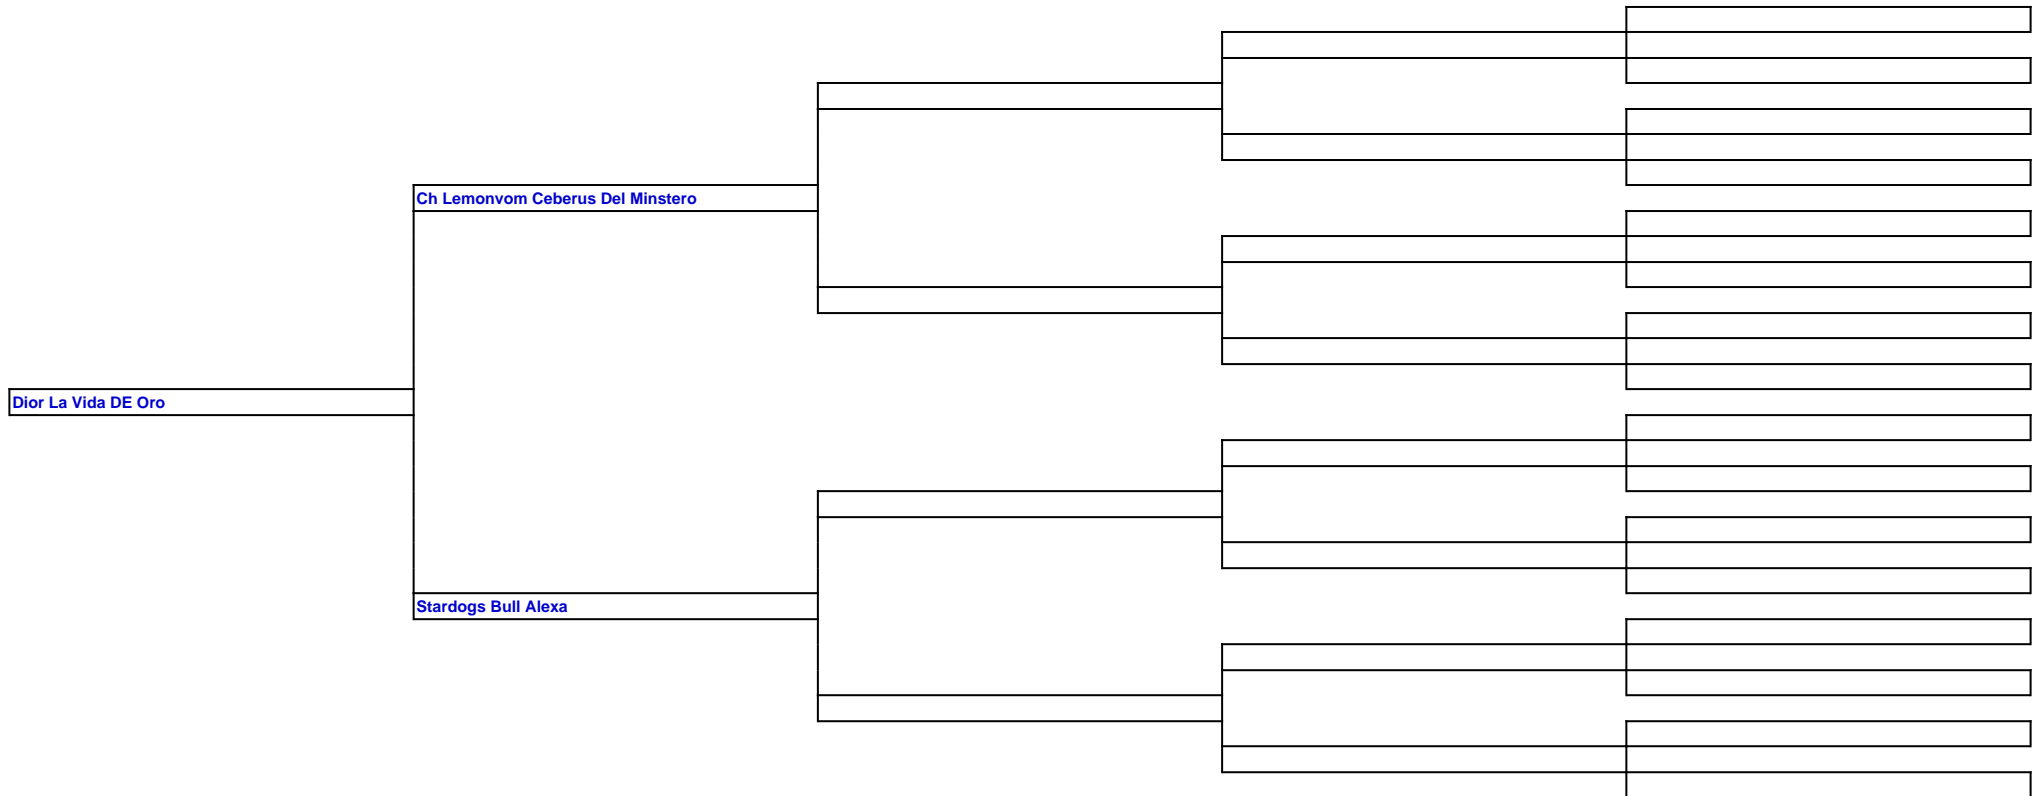 Ch Lemonvom Ceberus Del Minstero
Dior La Vida DE Oro
Stardogs Bull Alexa